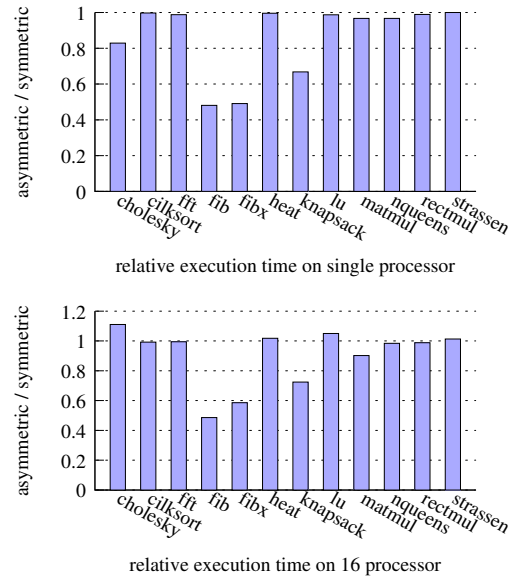 asymmetric / symmetric
1
0.8
0.6
0.4
0.2
0
cholesky
cilksort
fft
fib
fibx
heat
knapsack
lu
matmul
nqueens
rectmul
strassen
relative execution time on single processor
asymmetric / symmetric
1.2
1
0.8
0.6
0.4
0.2
0
cholesky
cilksort
fft
fib
fibx
heat
knapsack
lu
matmul
nqueens
rectmul
strassen
relative execution time on 16 processor